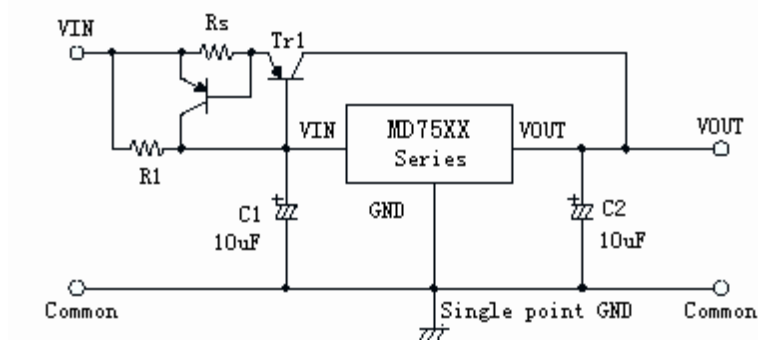 VIN
Rs
Tr1
R1
VIN
MD75XX
Series
VOUT
VOUT
GND
C1
10uF
C2
10uF
Common
Single point GND
Common